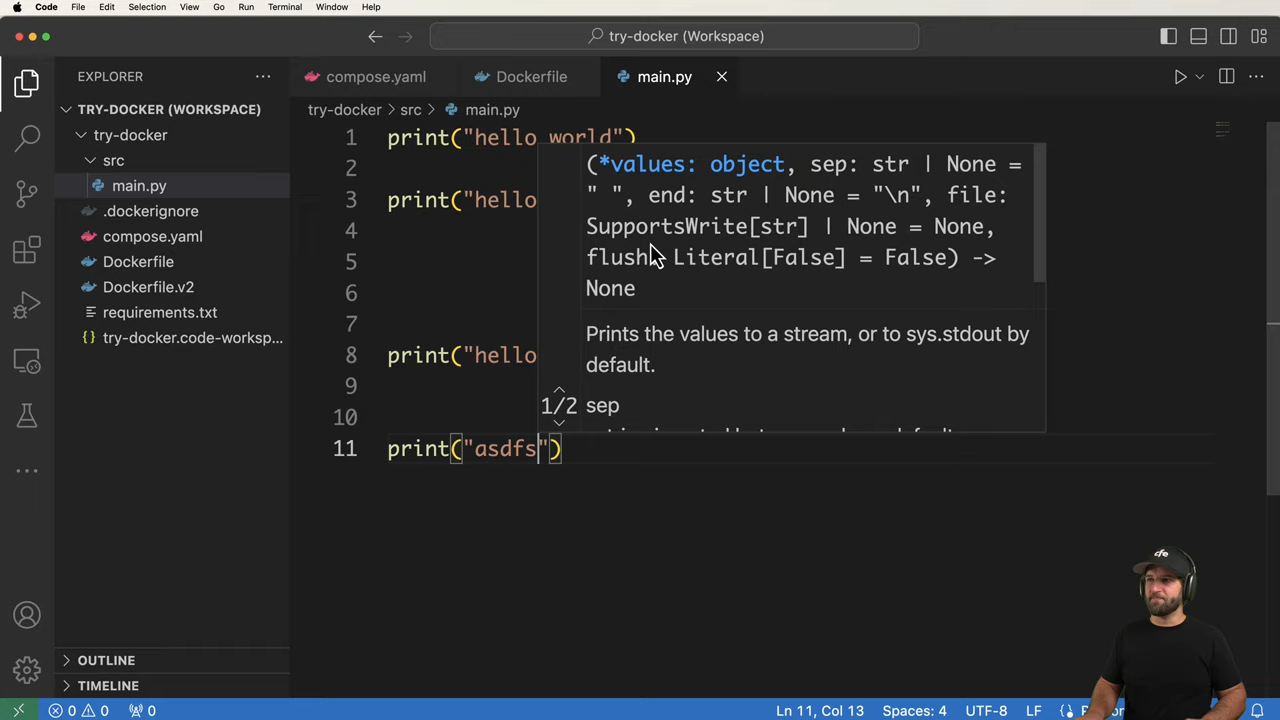 Code File Edit Selection View Go Run Terminal Window Help
try-docker (Workspace)
EXPLORER
compose.yaml Dockerfile main.py
TRY-DOCKER (WORKSPACE)
try-docker > src > main.py
try-docker
src
main.py
.dockerignore
compose.yaml
Dockerfile
Dockerfile.v2
requirements.txt
try-docker.code-worksp...
OUTLINE
TIMELINE
1 print("hello world")
2
3 print("hello
4
5
6
7
8 print("hello
9
10
11 print("asdfs")
(*values: object, sep: str | None =
" ", end: str | None = "\n", file:
SupportsWrite[str] | None = None,
flush: Literal[False] = False) ->
None
Prints the values to a stream, or to sys.stdout by
default.
1/2 sep
cfe
0 0 0 Ln 11, Col 13 Spaces: 4 UTF-8 LF